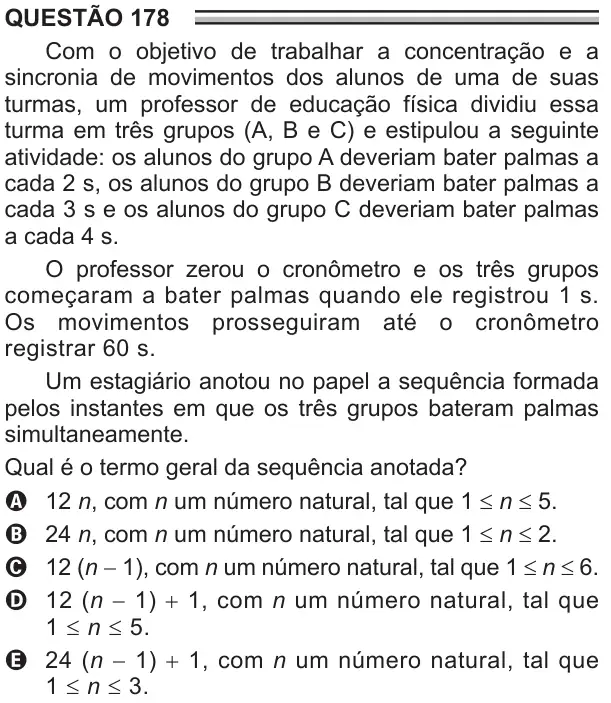 QUESTÃO 178
Com o objetivo de trabalhar a concentração e a
sincronia de movimentos dos alunos de uma de suas
turmas, um professor de educação física dividiu essa
turma em três grupos (A, B e C) e estipulou a seguinte
atividade: os alunos do grupo A deveriam bater palmas a
cada 2 s, os alunos do grupo B deveriam bater palmas a
cada 3 s e os alunos do grupo C deveriam bater palmas
a cada 4 s.
O professor zerou o cronômetro e os três grupos
começaram a bater palmas quando ele registrou 1 s.
Os movimentos prosseguiram até o cronômetro
registrar 60 s.
Um estagiário anotou no papel a sequência formada
pelos instantes em que os três grupos bateram palmas
simultaneamente.
Qual é o termo geral da sequência anotada?
A 12 n, com n um número natural, tal que 1 ≤ n ≤ 5.
B 24 n, com n um número natural, tal que 1 ≤ n ≤ 2.
C 12 (n – 1), com n um número natural, tal que 1 ≤ n ≤ 6.
D 12 (n – 1) + 1, com n um número natural, tal que
1 ≤ n ≤ 5.
E 24 (n – 1) + 1, com n um número natural, tal que
1 ≤ n ≤ 3.